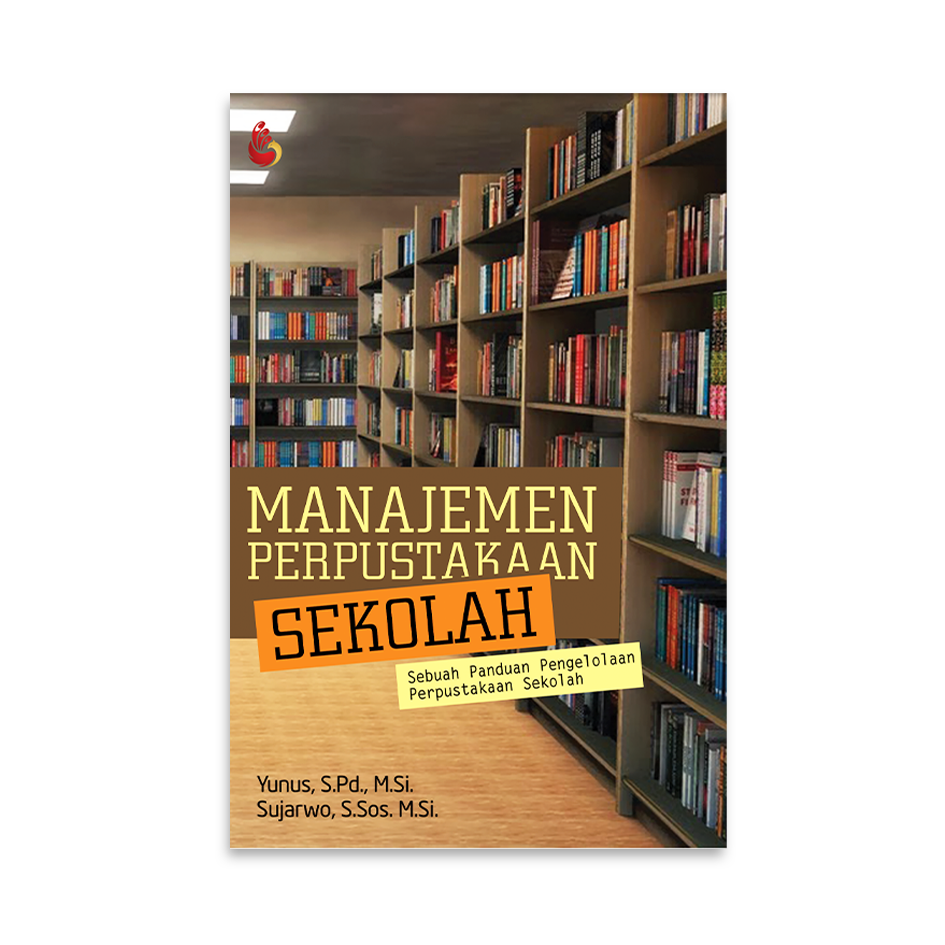 MANAJEMEN
PERPUSTAKAAN
SEKOLAH
Sebuah Panduan Pengelolaan
Perpustakaan Sekolah
Yunus, S.Pd., M.Si.
Sujarwo, S.Sos. M.Si.